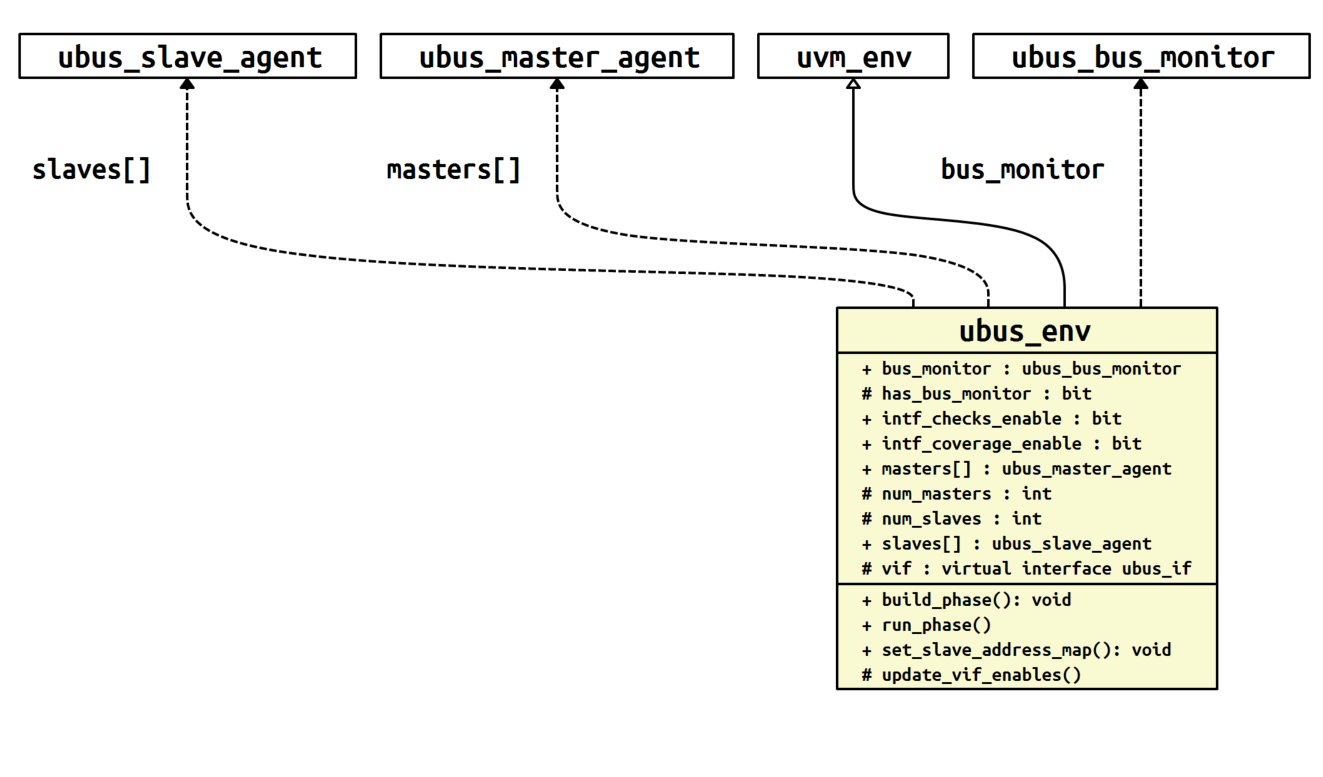 ubus_slave_agent
ubus_master_agent
uvm_env
ubus_bus_monitor
slaves[]
masters[]
bus_monitor
ubus_env
+ bus_monitor : ubus_bus_monitor
# has_bus_monitor : bit
+ intf_checks_enable : bit
+ intf_coverage_enable : bit
+ masters[] : ubus_master_agent
# num_masters : int
# num_slaves : int
+ slaves[] : ubus_slave_agent
# vif : virtual interface ubus_if
+ build_phase(): void
+ run_phase()
+ set_slave_address_map(): void
# update_vif_enables()